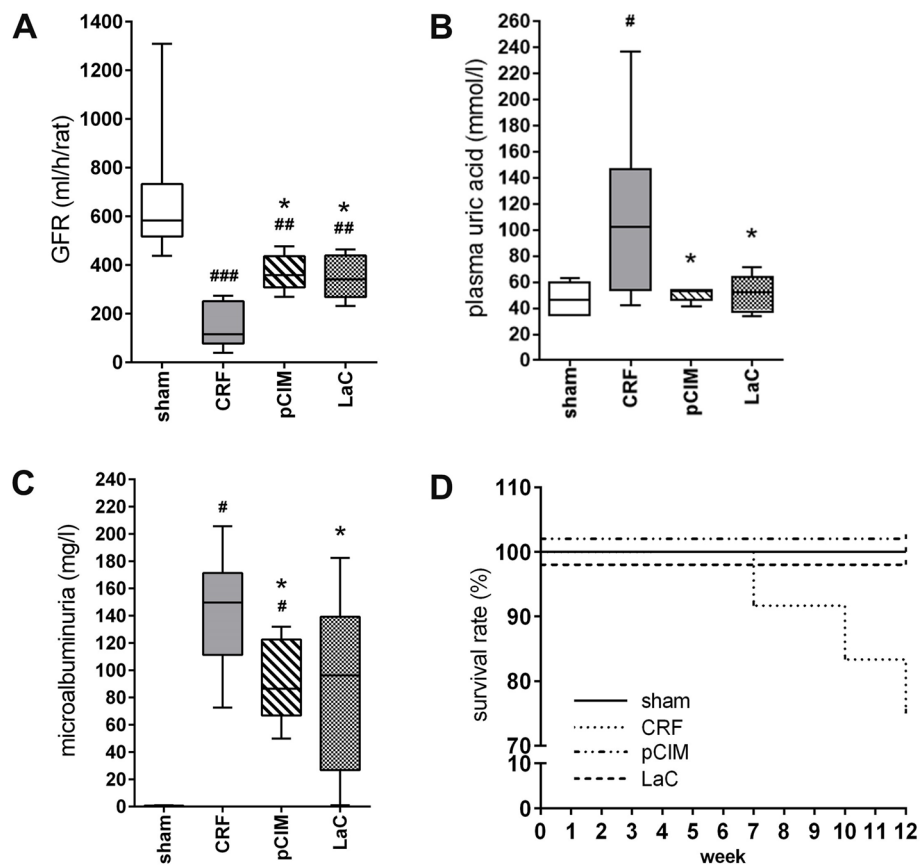 A
GFR (ml/h/rat)
1400
1200
1000
800
600
400
200
0
###
*
##
*
##
sham
CRF
pCIM
LaC
B
plasma uric acid (mmol/l)
260
240
220
200
180
160
140
120
100
80
60
40
20
0
#
*
*
sham
CRF
pCIM
LaC
C
microalbuminuria (mg/l)
240
220
200
180
160
140
120
100
80
60
40
20
0
#
*
#
*
sham
CRF
pCIM
LaC
D
survival rate (%)
110
100
90
80
70
10
0
sham
CRF
pCIM
LaC
0 1 2 3 4 5 6 7 8 9 10 11 12
week